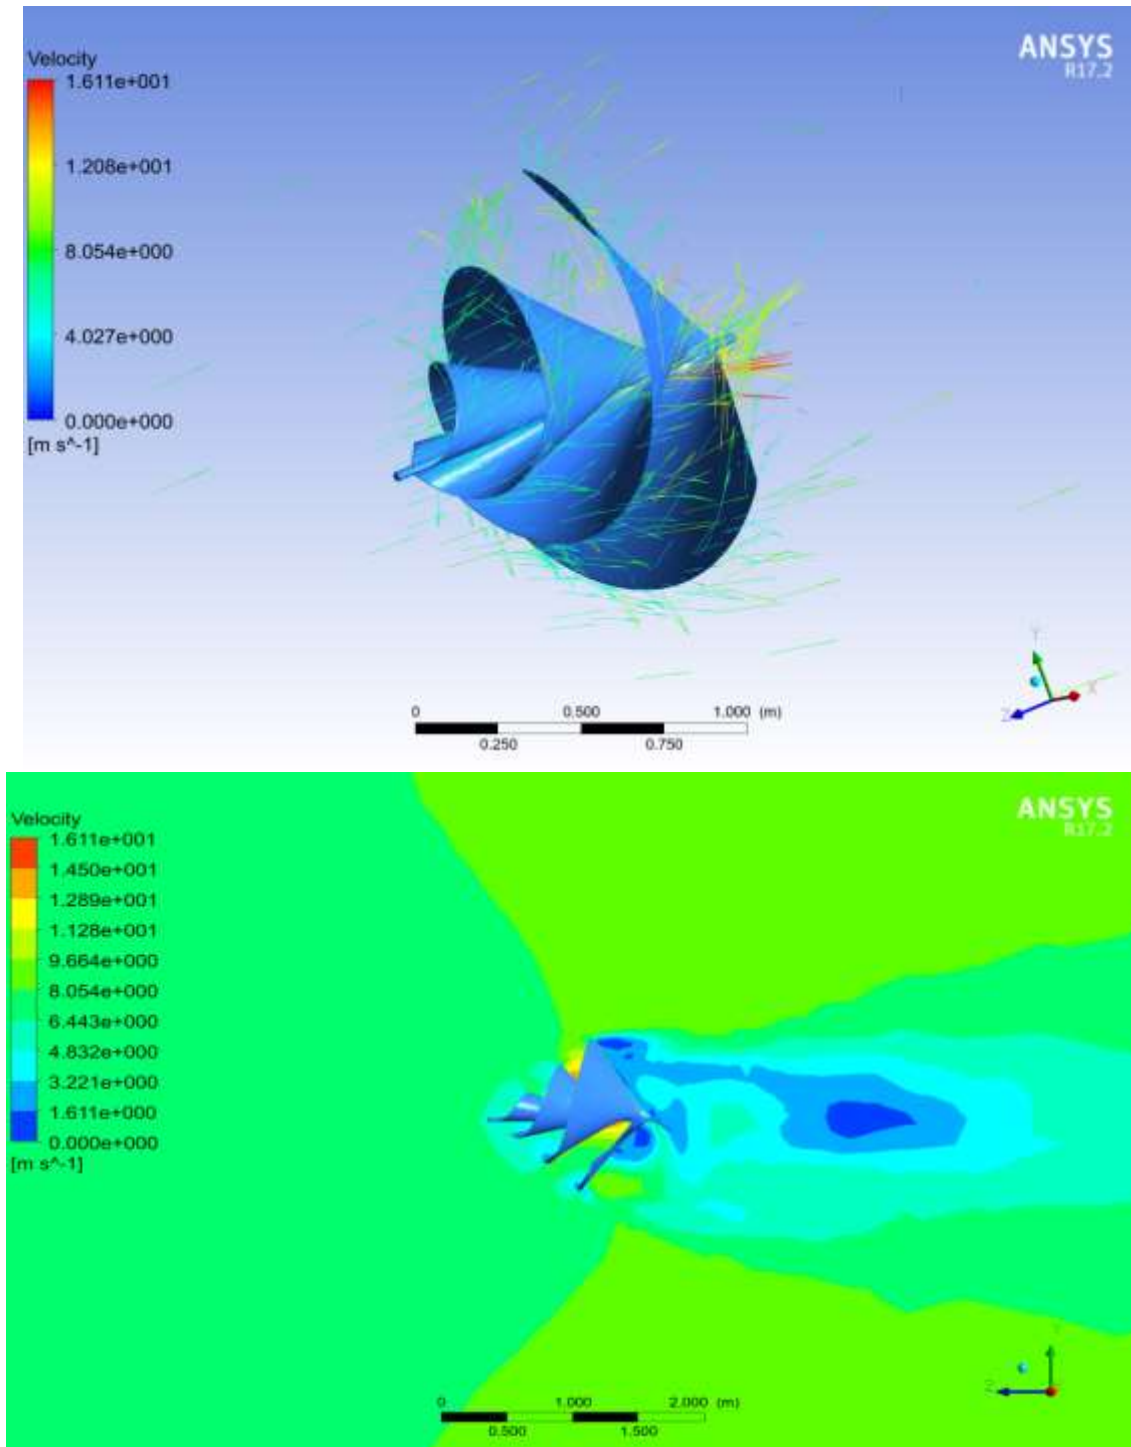 ANSYS
R17.2
Velocity
1.611e+001
1.208e+001
8.054e+000
4.027e+000
0.000e+000
[m s^-1]
Y
X
Z
0 0.500 1.000 (m)
0.250 0.750
ANSYS
R17.2
Velocity
1.611e+001
1.450e+001
1.289e+001
1.128e+001
9.664e+000
8.054e+000
6.443e+000
4.832e+000
3.221e+000
1.611e+000
0.000e+000
[m s^-1]
Y
Z
0 1.000 2.000 (m)
0.500 1.500